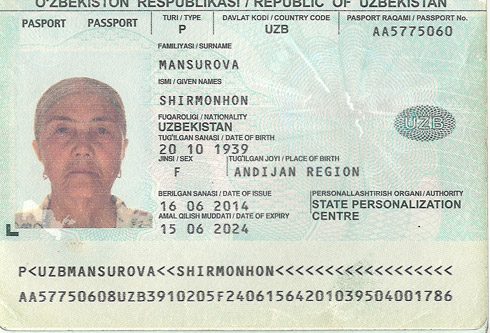 O'ZBEKISTON RESPUBLIKASI / REPUBLIC OF UZBEKISTAN
PASPORT PASSPORT
TURI / TYPE DAVLAT KODI / COUNTRY CODE PASPORT RAQAMI / PASSPORT No.
P UZB AA5775060
FAMILIYASI / SURNAME
MANSUROVA
ISMI / GIVEN NAMES
SHIRMONHON
FUQAROLIGI / NATIONALITY
UZBEKISTAN
TUG'ILGAN SANASI / DATE OF BIRTH
20 10 1939
JINSI / SEX TUG'ILGAN JOYI / PLACE OF BIRTH
F ANDIJAN REGION
BERILGAN SANASI / DATE OF ISSUE PERSONALLASHTIRISH ORGANI / AUTHORITY
16 06 2014 STATE PERSONALIZATION
AMAL QILISH MUDDATI / DATE OF EXPIRY CENTRE
15 06 2024
UZB
P<UZBMANSUROVA<<SHIRMONHON<<<<<<<<<<<<<<<<<<
AA57750608UZB3910205F24061564201039504001786